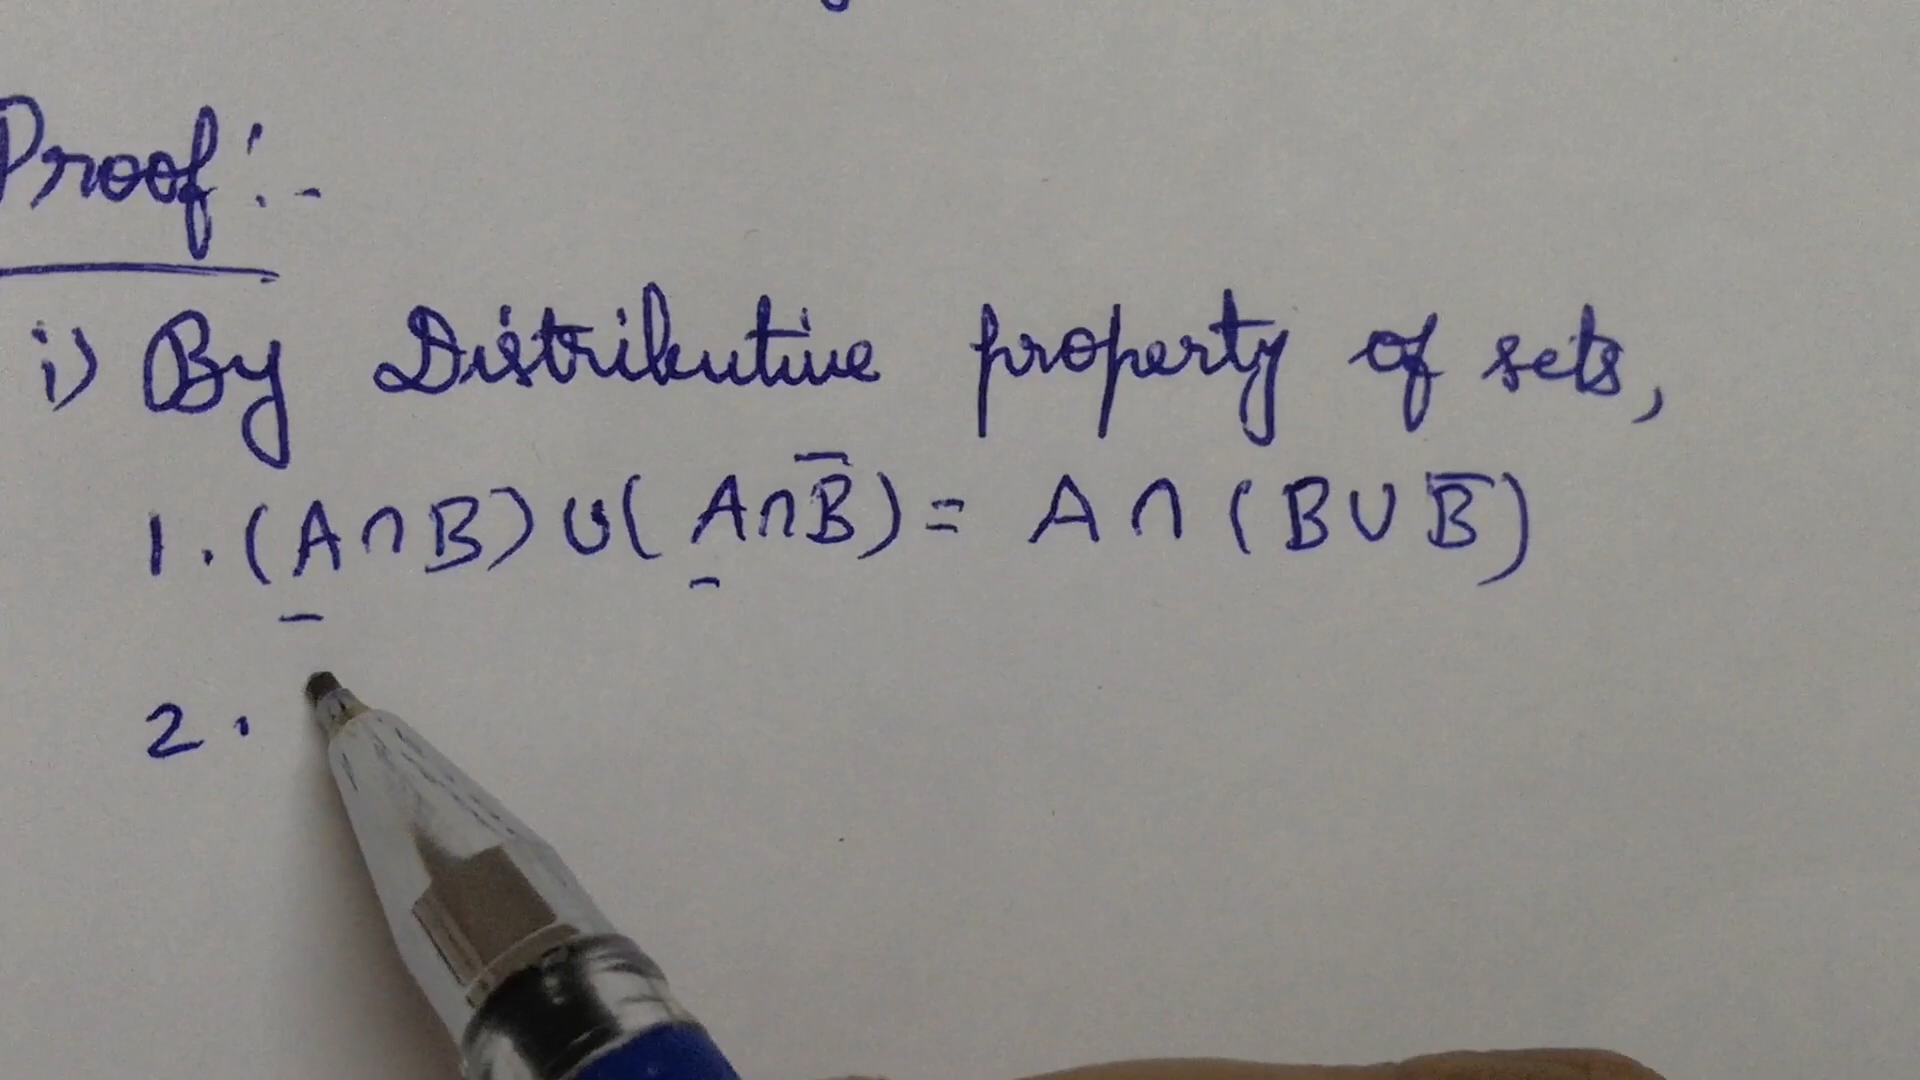 Proof:-
i) By Distributive property of sets,
1. (A∩B)∪(A∩B̅)= A∩(B∪B̅)
2.